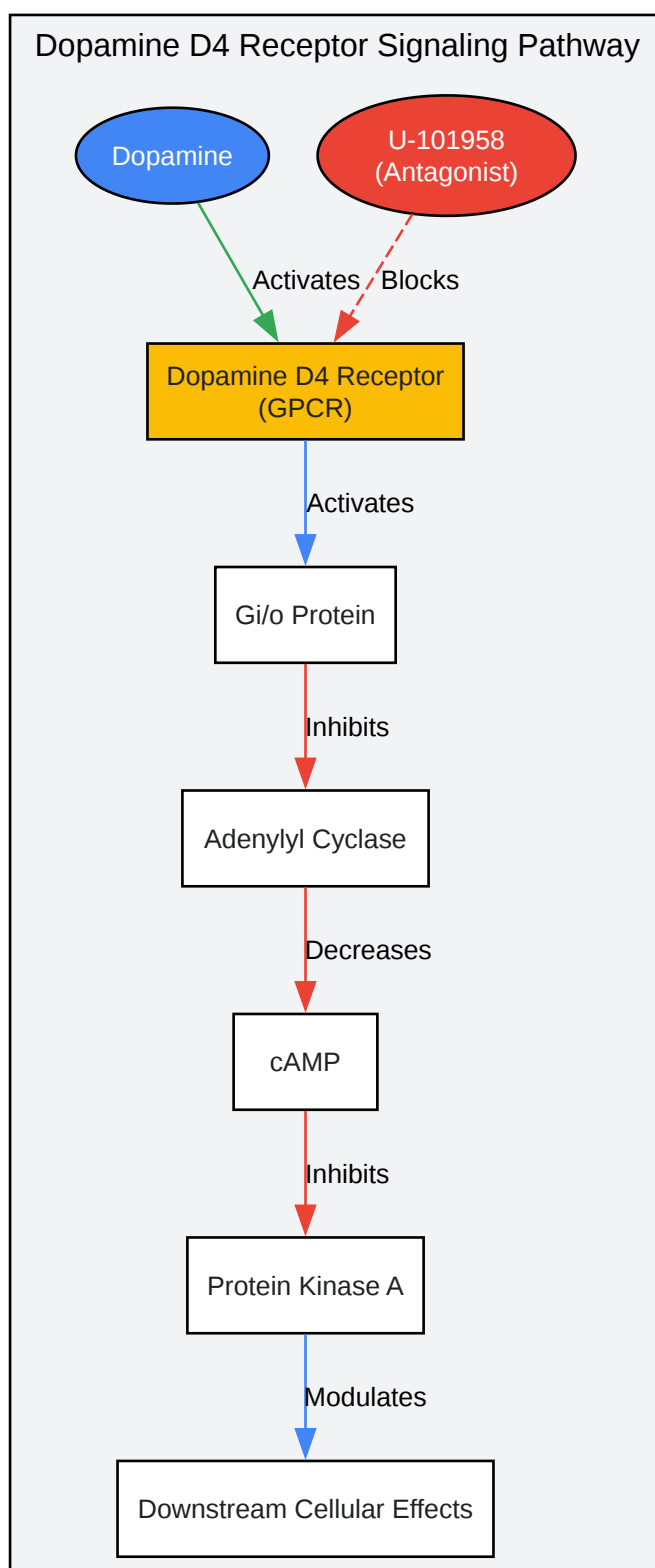 Dopamine D4 Receptor Signaling Pathway
Dopamine
U-101958
(Antagonist)
Activates
Blocks
Dopamine D4 Receptor
(GPCR)
Activates
Gi/o Protein
Inhibits
Adenylyl Cyclase
Decreases
cAMP
Inhibits
Protein Kinase A
Modulates
Downstream Cellular Effects